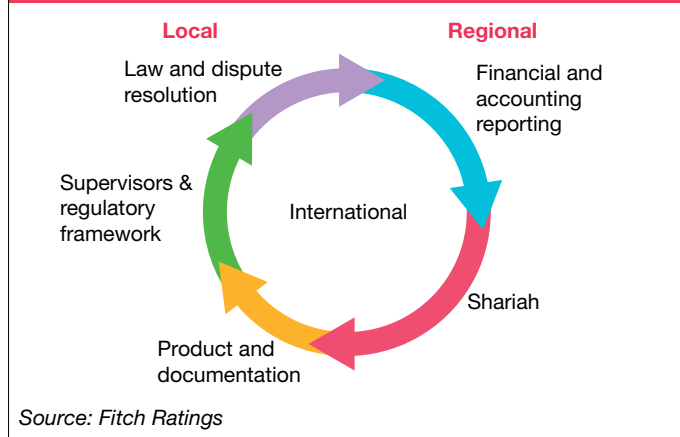 Local
Regional
Law and dispute
resolution
Financial and
accounting
reporting
Supervisors &
regulatory
framework
International
Shariah
Product and
documentation
Source: Fitch Ratings